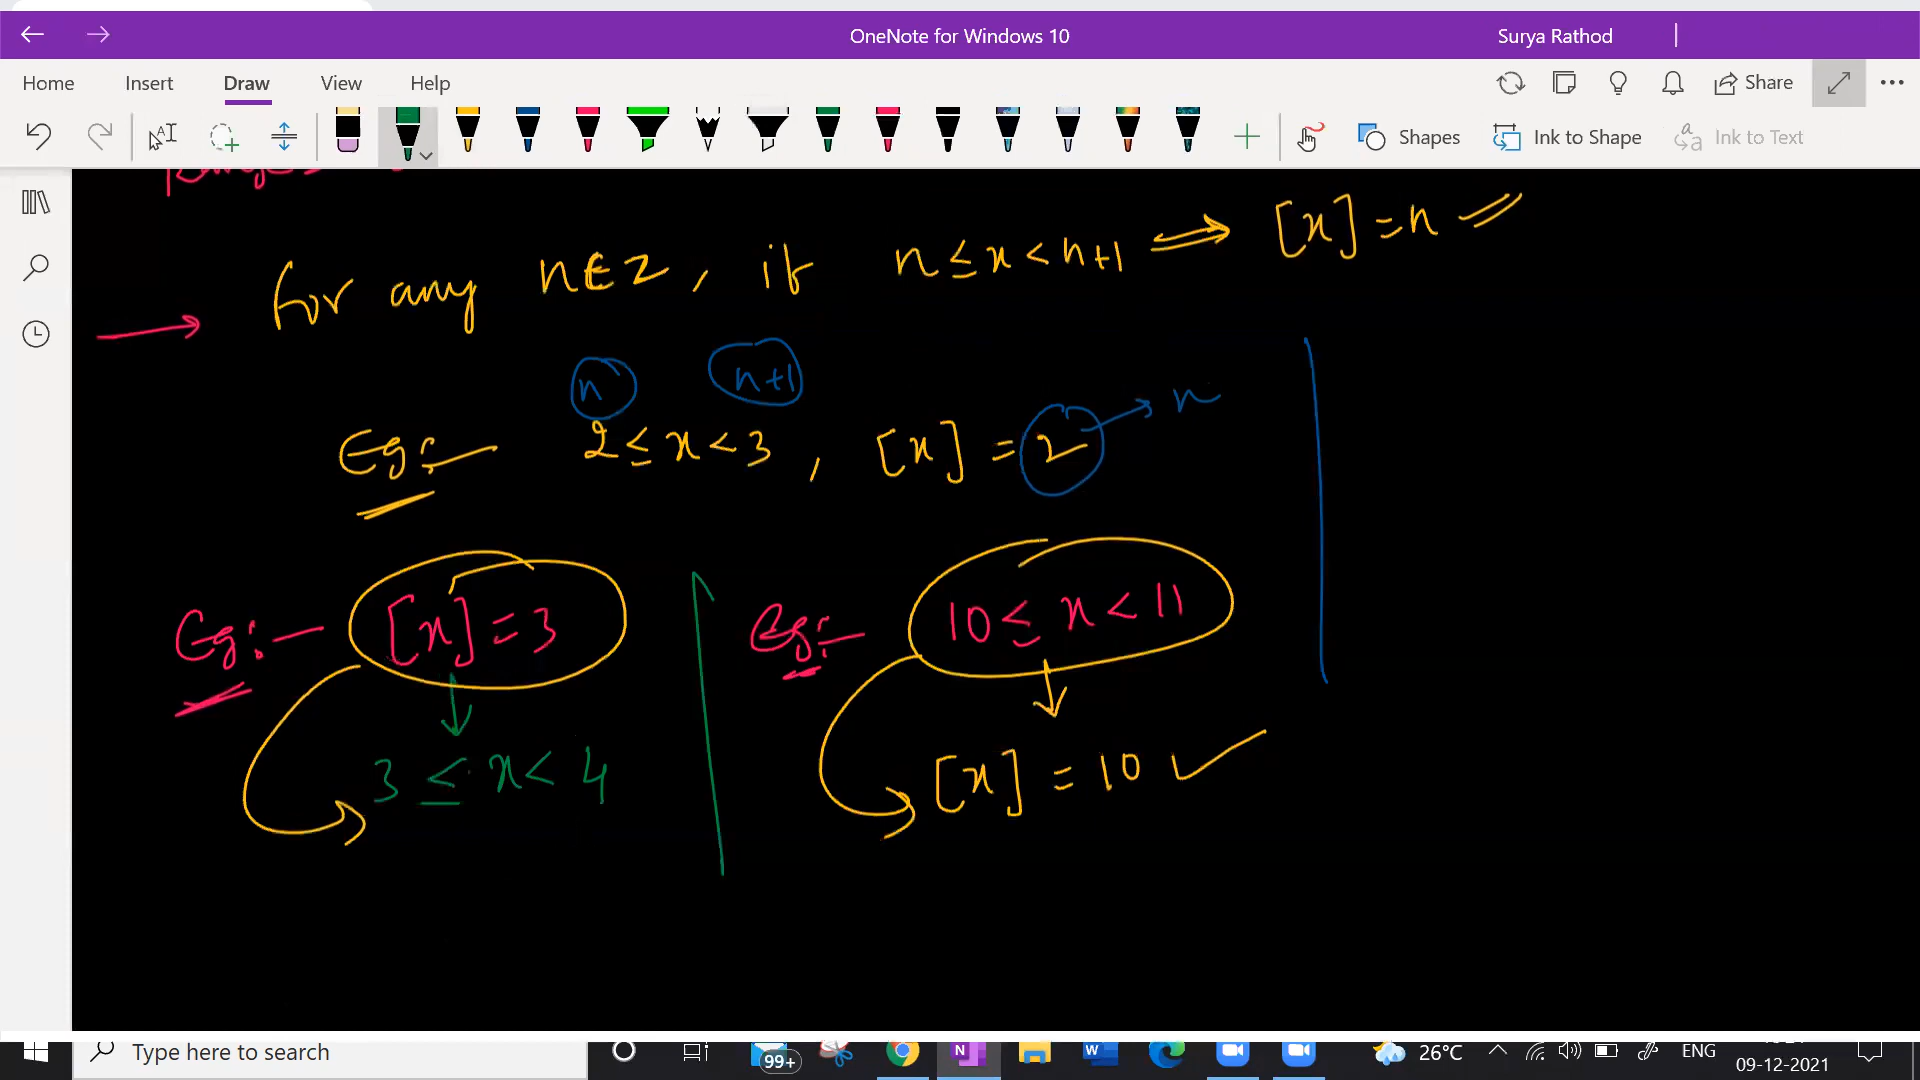 OneNote for Windows 10 Surya Rathod
Home Insert Draw View Help Share
Shapes Ink to Shape Ink to Text
for any n∈Z, if n ≤ x < n+1 ⟹ [x] = n
n n+1
Eg:- 2 ≤ x < 3, [x] = 2 → n
Eg:- [x] = 3
↓
3 ≤ x < 4
Eg:- 10 ≤ x < 11
↓
[x] = 10 ✓
Type here to search 99+ 26°C ENG
09-12-2021